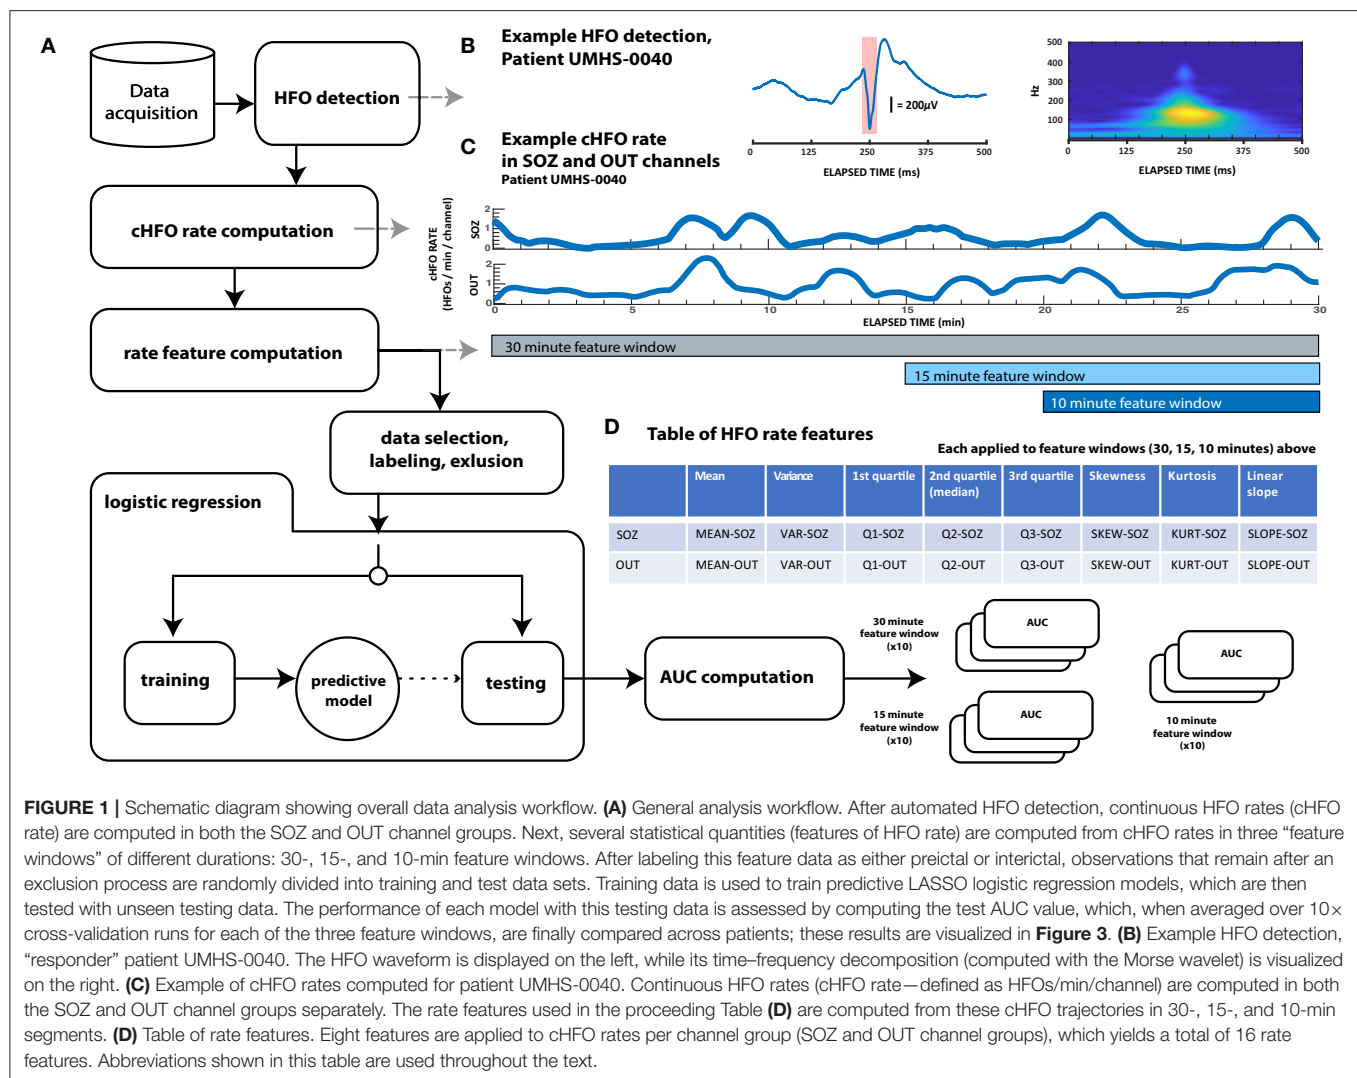 A
Data
acquisition
HFO detection
cHFO rate computation
rate feature computation
data selection,
labeling, exlusion
logistic regression
training
predictive
model
testing
AUC computation
B
Example HFO detection,
Patient UMHS-0040
= 200µV
0 125 250 375 500
ELAPSED TIME (ms)
Hz
500
400
300
200
100
0 125 250 375 500
ELAPSED TIME (ms)
C
Example cHFO rate
in SOZ and OUT channels
Patient UMHS-0040
cHFO RATE
(HFOs / min / channel)
SOZ
2
1
0
OUT
2
1
0
0 5 10 15 20 25 30
ELAPSED TIME (min)
30 minute feature window
15 minute feature window
10 minute feature window
D
Table of HFO rate features
Each applied to feature windows (30, 15, 10 minutes) above
Mean Variance 1st quartile 2nd quartile (median) 3rd quartile Skewness Kurtosis Linear slope
SOZ MEAN-SOZ VAR-SOZ Q1-SOZ Q2-SOZ Q3-SOZ SKEW-SOZ KURT-SOZ SLOPE-SOZ
OUT MEAN-OUT VAR-OUT Q1-OUT Q2-OUT Q3-OUT SKEW-OUT KURT-OUT SLOPE-OUT
30 minute
feature window
(x10)
AUC
15 minute
feature window
(x10)
AUC
AUC
10 minute
feature window
(x10)
FIGURE 1 | Schematic diagram showing overall data analysis workflow. (A) General analysis workflow. After automated HFO detection, continuous HFO rates (cHFO
rate) are computed in both the SOZ and OUT channel groups. Next, several statistical quantities (features of HFO rate) are computed from cHFO rates in three “feature
windows” of different durations: 30-, 15-, and 10-min feature windows. After labeling this feature data as either preictal or interictal, observations that remain after an
exclusion process are randomly divided into training and test data sets. Training data is used to train predictive LASSO logistic regression models, which are then
tested with unseen testing data. The performance of each model with this testing data is assessed by computing the test AUC value, which, when averaged over 10×
cross-validation runs for each of the three feature windows, are finally compared across patients; these results are visualized in Figure 3. (B) Example HFO detection,
“responder” patient UMHS-0040. The HFO waveform is displayed on the left, while its time–frequency decomposition (computed with the Morse wavelet) is visualized
on the right. (C) Example of cHFO rates computed for patient UMHS-0040. Continuous HFO rates (cHFO rate—defined as HFOs/min/channel) are computed in both
the SOZ and OUT channel groups separately. The rate features used in the proceeding Table (D) are computed from these cHFO trajectories in 30-, 15-, and 10-min
segments. (D) Table of rate features. Eight features are applied to cHFO rates per channel group (SOZ and OUT channel groups), which yields a total of 16 rate
features. Abbreviations shown in this table are used throughout the text.